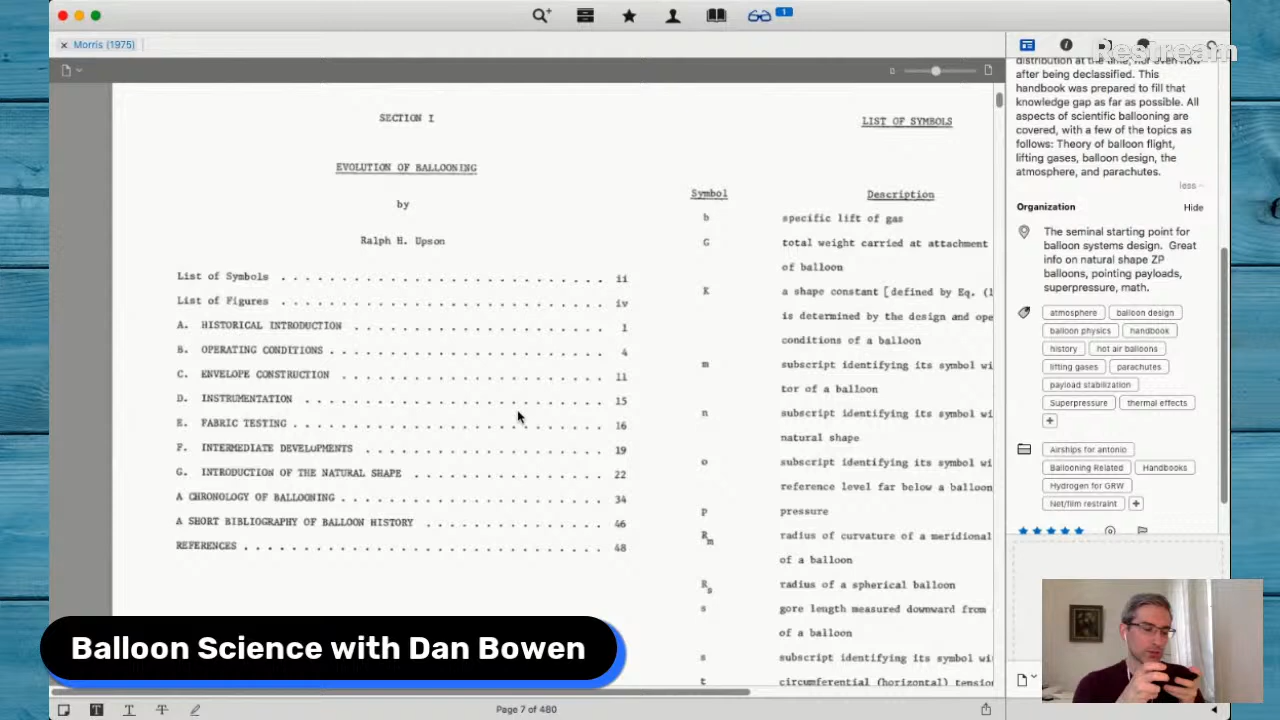 1
Morris (1975)
Restream
SECTION I
EVOLUTION OF BALLOONING
by
Ralph H. Upson
List of Symbols . . . . . . . . . . . . . . . . . . . . . . . ii
List of Figures . . . . . . . . . . . . . . . . . . . . . . . iv
A. HISTORICAL INTRODUCTION . . . . . . . . . . . . . . . . . 1
B. OPERATING CONDITIONS . . . . . . . . . . . . . . . . . . . 4
C. ENVELOPE CONSTRUCTION . . . . . . . . . . . . . . . . . . 11
D. INSTRUMENTATION . . . . . . . . . . . . . . . . . . . . . 15
E. FABRIC TESTING . . . . . . . . . . . . . . . . . . . . . . 16
F. INTERMEDIATE DEVELOPMENTS . . . . . . . . . . . . . . . . 19
G. INTRODUCTION OF THE NATURAL SHAPE . . . . . . . . . . . . 22
A CHRONOLOGY OF BALLOONING . . . . . . . . . . . . . . . . . . 34
A SHORT BIBLIOGRAPHY OF BALLOON HISTORY . . . . . . . . . . . 46
REFERENCES . . . . . . . . . . . . . . . . . . . . . . . . . 48
LIST OF SYMBOLS
Symbol Description
b specific lift of gas
G total weight carried at attachment
of balloon
K a shape constant [defined by Eq. (1
is determined by the design and ope
conditions of a balloon
m subscript identifying its symbol wi
tor of a balloon
n subscript identifying its symbol wi
natural shape
o subscript identifying its symbol wi
reference level far below a balloon
p pressure
Rm radius of curvature of a meridional
of a balloon
Rs radius of a spherical balloon
s gore length measured downward from
of a balloon
s subscript identifying its symbol wi
t circumferential (horizontal) tension
distribution at the time, nor even now
after being declassified. This
handbook was prepared to fill that
knowledge gap as far as possible. All
aspects of scientific ballooning are
covered, with a few of the topics as
follows: Theory of balloon flight,
lifting gases, balloon design, the
atmosphere, and parachutes.
less
Organization Hide
The seminal starting point for
balloon systems design. Great
info on natural shape ZP
balloons, pointing payloads,
superpressure, math.
atmosphere balloon design
balloon physics handbook
history hot air balloons
lifting gases parachutes
payload stabilization
Superpressure thermal effects
+
Airships for antonio
Ballooning Related Handbooks
Hydrogen for GRW
Net/film restraint +
Balloon Science with Dan Bowen
Page 7 of 480